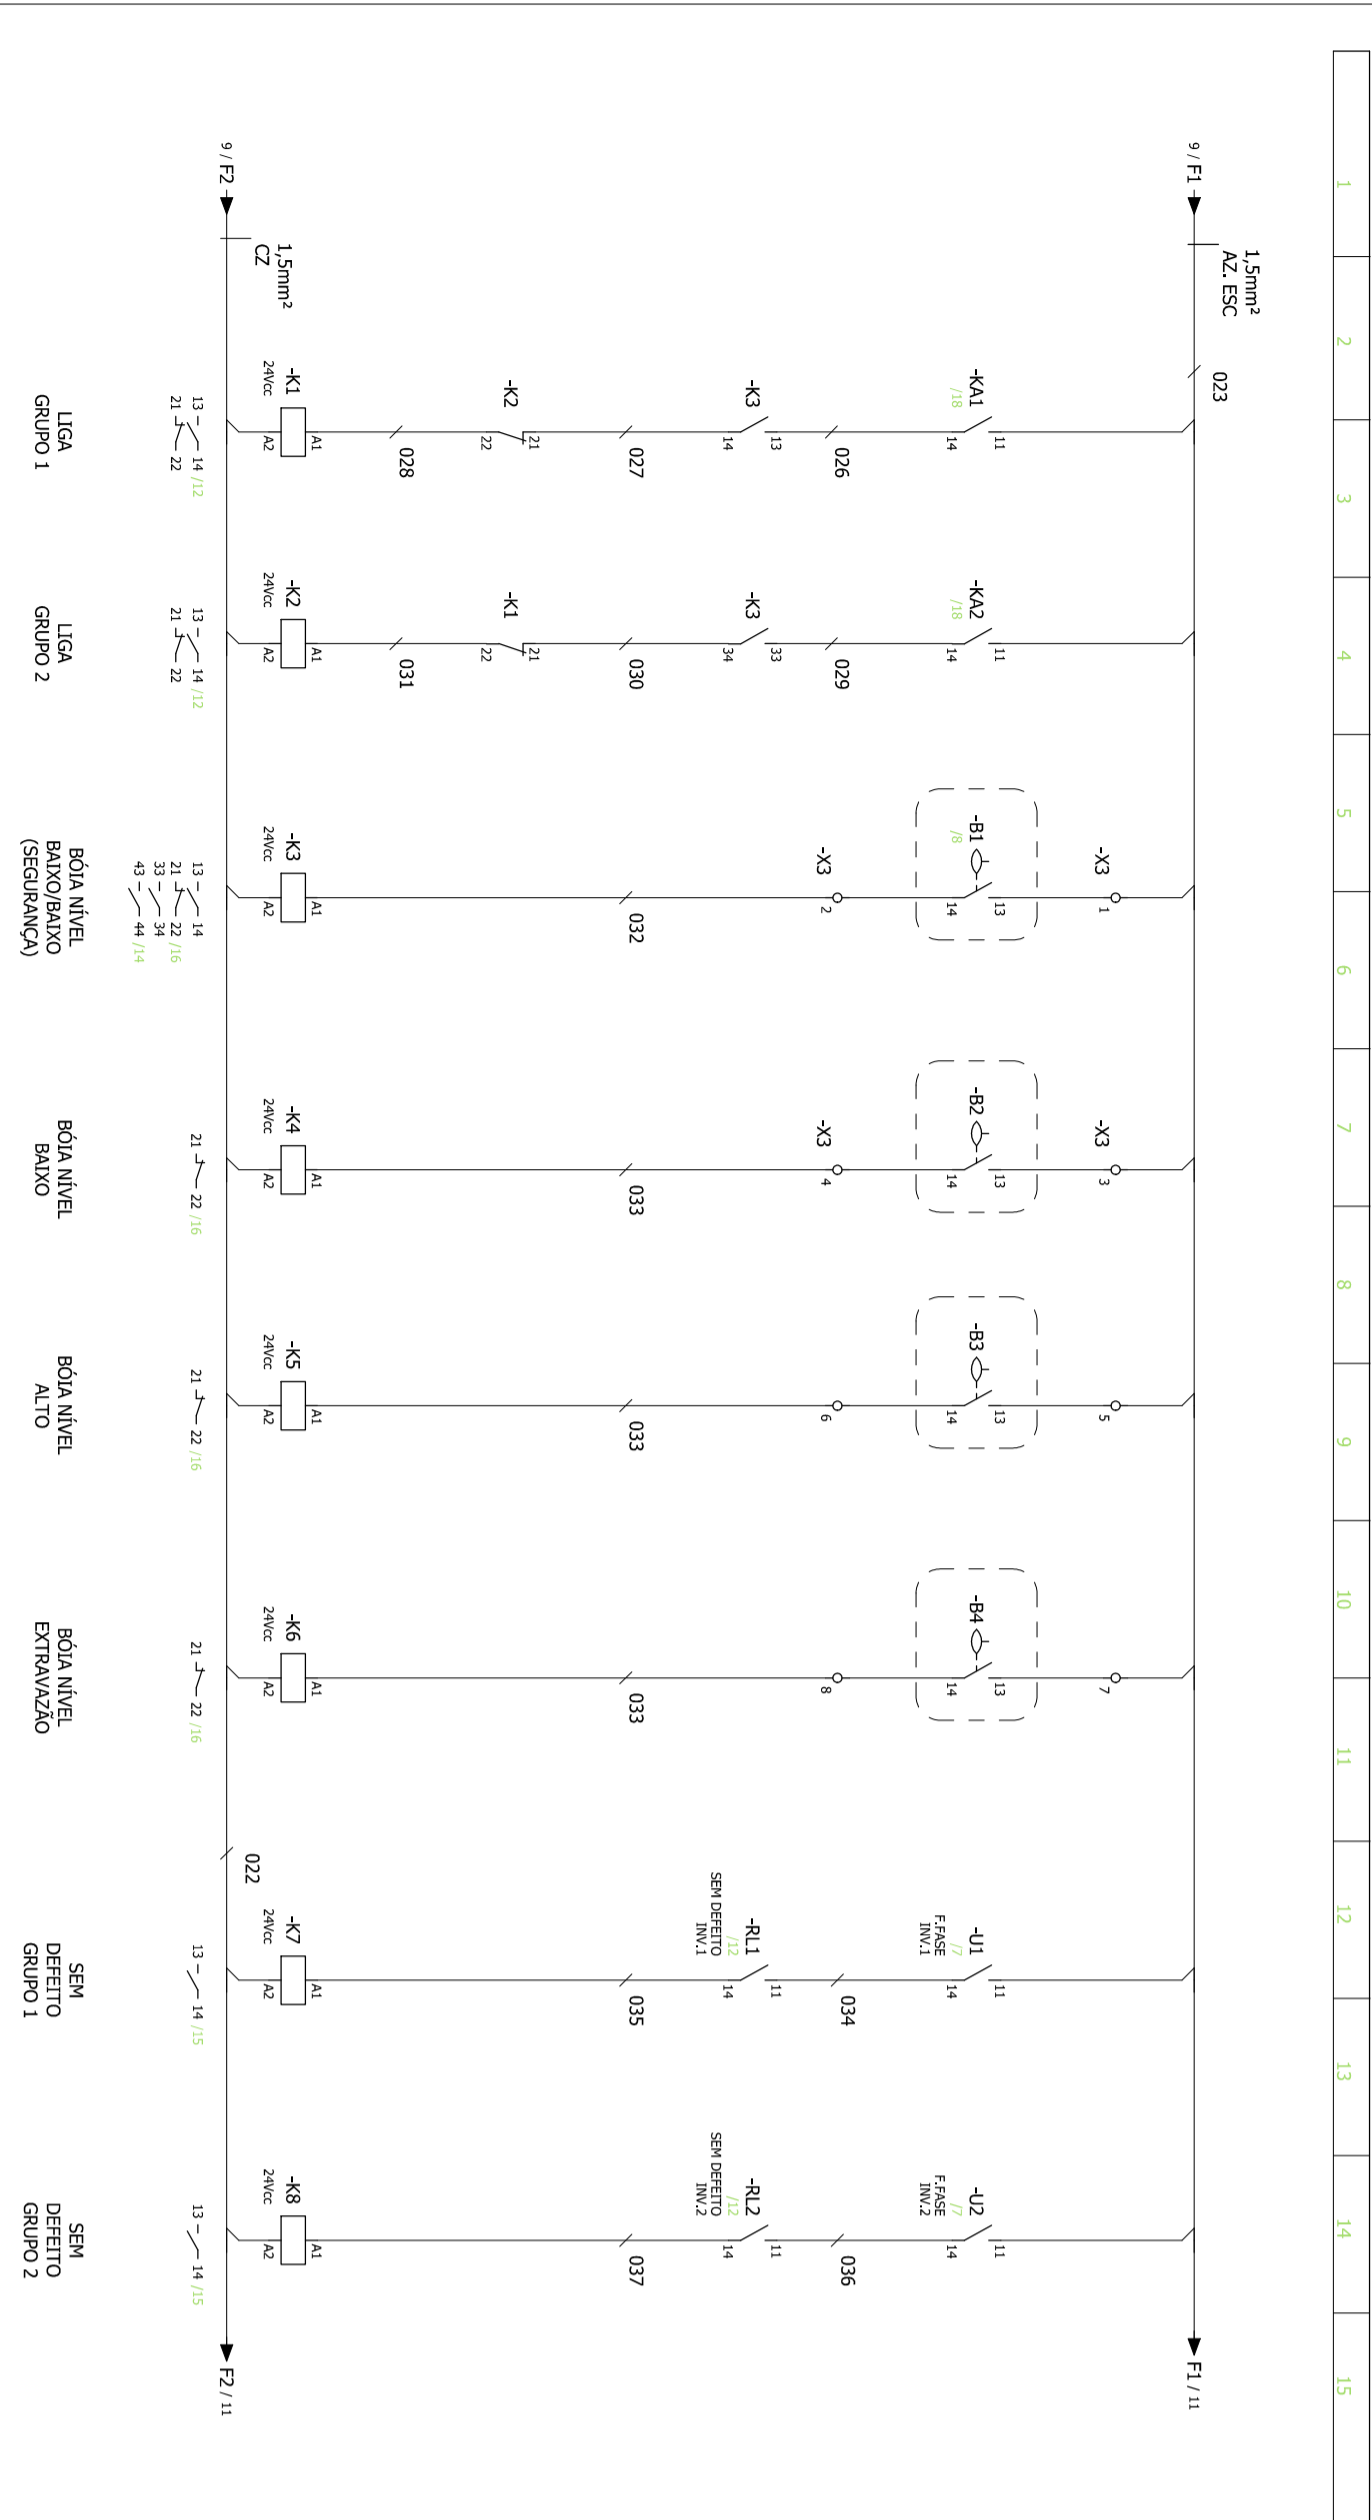 1
2
3
4
5
6
7
8
9
10
11
12
13
14
15
9 / F1
1,5mm²
AZ. ESC
023
F1 / 11
-KA1
/18
11
14
026
-K3
13
14
027
-K2
21
22
028
-K1
24Vcc
A1
A2
13
14 /12
21
22
LIGA
GRUPO 1
-KA2
/18
11
14
029
-K3
33
34
030
-K1
21
22
031
-K2
24Vcc
A1
A2
13
14 /12
21
22
LIGA
GRUPO 2
-X3
1
-B1
/8
13
14
-X3
2
032
-K3
24Vcc
A1
A2
13
14
21
22 /16
33
34
43
44 /14
BÓIA NÍVEL
BAIXO/BAIXO
(SEGURANÇA)
-X3
3
-B2
13
14
-X3
4
033
-K4
24Vcc
A1
A2
21
22 /16
BÓIA NÍVEL
BAIXO
5
-B3
13
14
6
033
-K5
24Vcc
A1
A2
21
22 /16
BÓIA NÍVEL
ALTO
7
-B4
13
14
8
033
-K6
24Vcc
A1
A2
21
22 /16
BÓIA NÍVEL
EXTRAVAZÃO
-U1
/7
F.FASE
INV.1
11
14
034
-RL1
/12
SEM DEFEITO
INV.1
11
14
035
-K7
24Vcc
A1
A2
13
14 /15
SEM
DEFEITO
GRUPO 1
-U2
/7
F.FASE
INV.2
11
14
036
-RL2
/12
SEM DEFEITO
INV.2
11
14
037
-K8
24Vcc
A1
A2
13
14 /15
SEM
DEFEITO
GRUPO 2
9 / F2
1,5mm²
CZ
022
F2 / 11